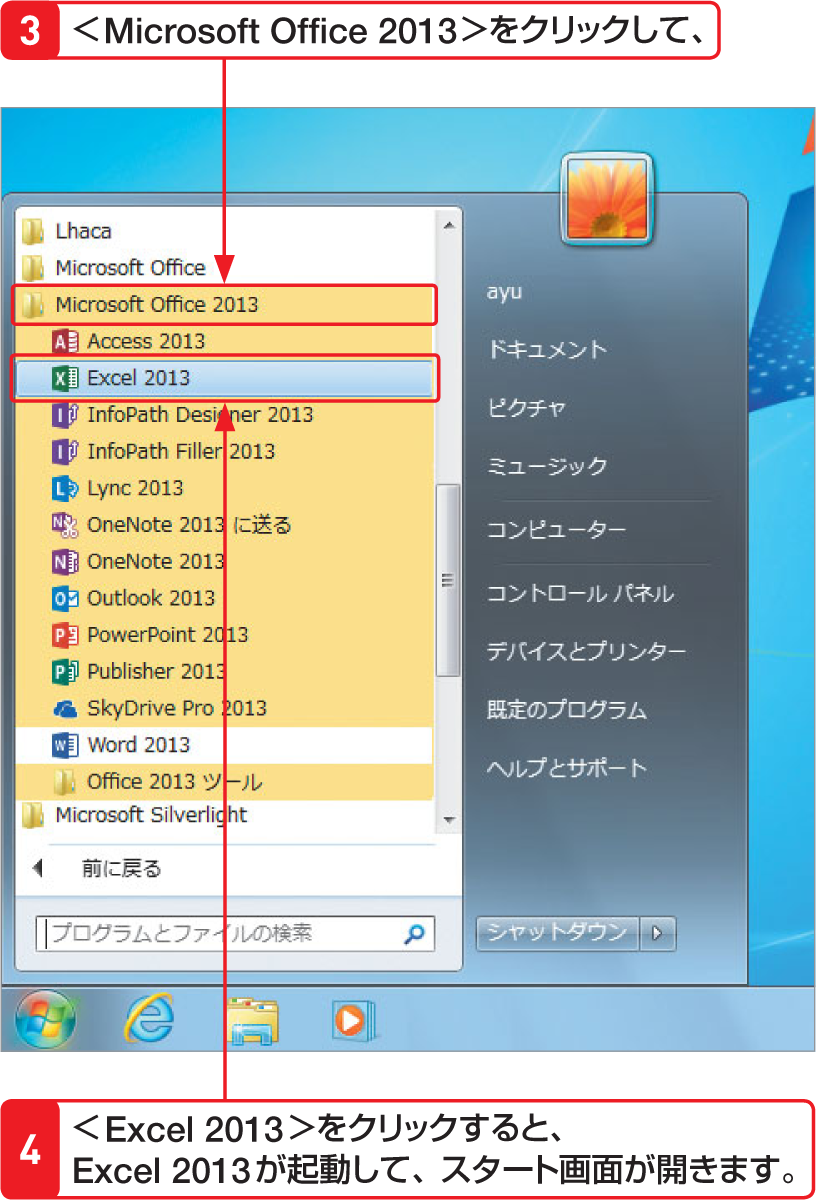 3 <Microsoft Office 2013>をクリックして、
Lhaca
Microsoft Office
Microsoft Office 2013
Access 2013
Excel 2013
InfoPath Designer 2013
InfoPath Filler 2013
Lync 2013
OneNote 2013 に送る
OneNote 2013
Outlook 2013
PowerPoint 2013
Publisher 2013
SkyDrive Pro 2013
Word 2013
Office 2013 ツール
Microsoft Silverlight
前に戻る
プログラムとファイルの検索
ayu
ドキュメント
ピクチャ
ミュージック
コンピューター
コントロール パネル
デバイスとプリンター
既定のプログラム
ヘルプとサポート
シャットダウン
4 <Excel 2013>をクリックすると、
Excel 2013が起動して、スタート画面が開きます。